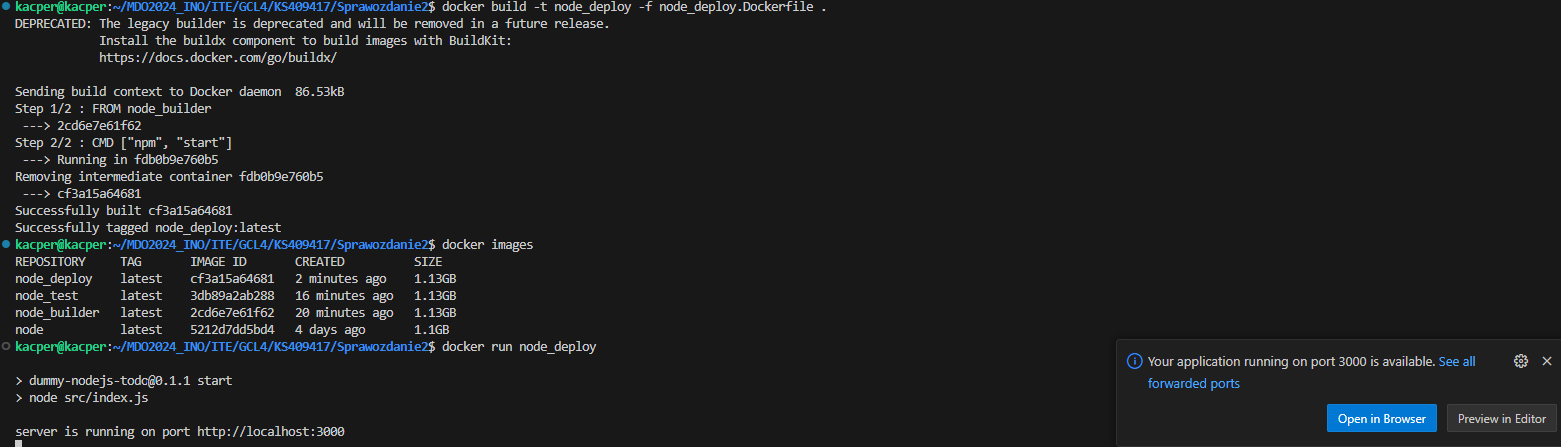 kacper@kacper:~/MDO2024_INO/ITE/GCL4/KS409417/Sprawozdanie2$ docker build -t node_deploy -f node_deploy.Dockerfile .
DEPRECATED: The legacy builder is deprecated and will be removed in a future release.
            Install the buildx component to build images with BuildKit:
            https://docs.docker.com/go/buildx/

Sending build context to Docker daemon  86.53kB
Step 1/2 : FROM node_builder
 ---> 2cd6e7e61f62
Step 2/2 : CMD ["npm", "start"]
 ---> Running in fdb0b9e760b5
Removing intermediate container fdb0b9e760b5
 ---> cf3a15a64681
Successfully built cf3a15a64681
Successfully tagged node_deploy:latest
kacper@kacper:~/MDO2024_INO/ITE/GCL4/KS409417/Sprawozdanie2$ docker images
REPOSITORY     TAG       IMAGE ID       CREATED          SIZE
node_deploy    latest    cf3a15a64681   2 minutes ago    1.13GB
node_test      latest    3db89a2ab288   16 minutes ago   1.13GB
node_builder   latest    2cd6e7e61f62   20 minutes ago   1.13GB
node           latest    5212d7dd5bd4   4 days ago       1.1GB
kacper@kacper:~/MDO2024_INO/ITE/GCL4/KS409417/Sprawozdanie2$ docker run node_deploy

> dummy-nodejs-todo@0.1.1 start
> node src/index.js

server is running on port http://localhost:3000
Your application running on port 3000 is available. See all
forwarded ports
Open in Browser
Preview in Editor